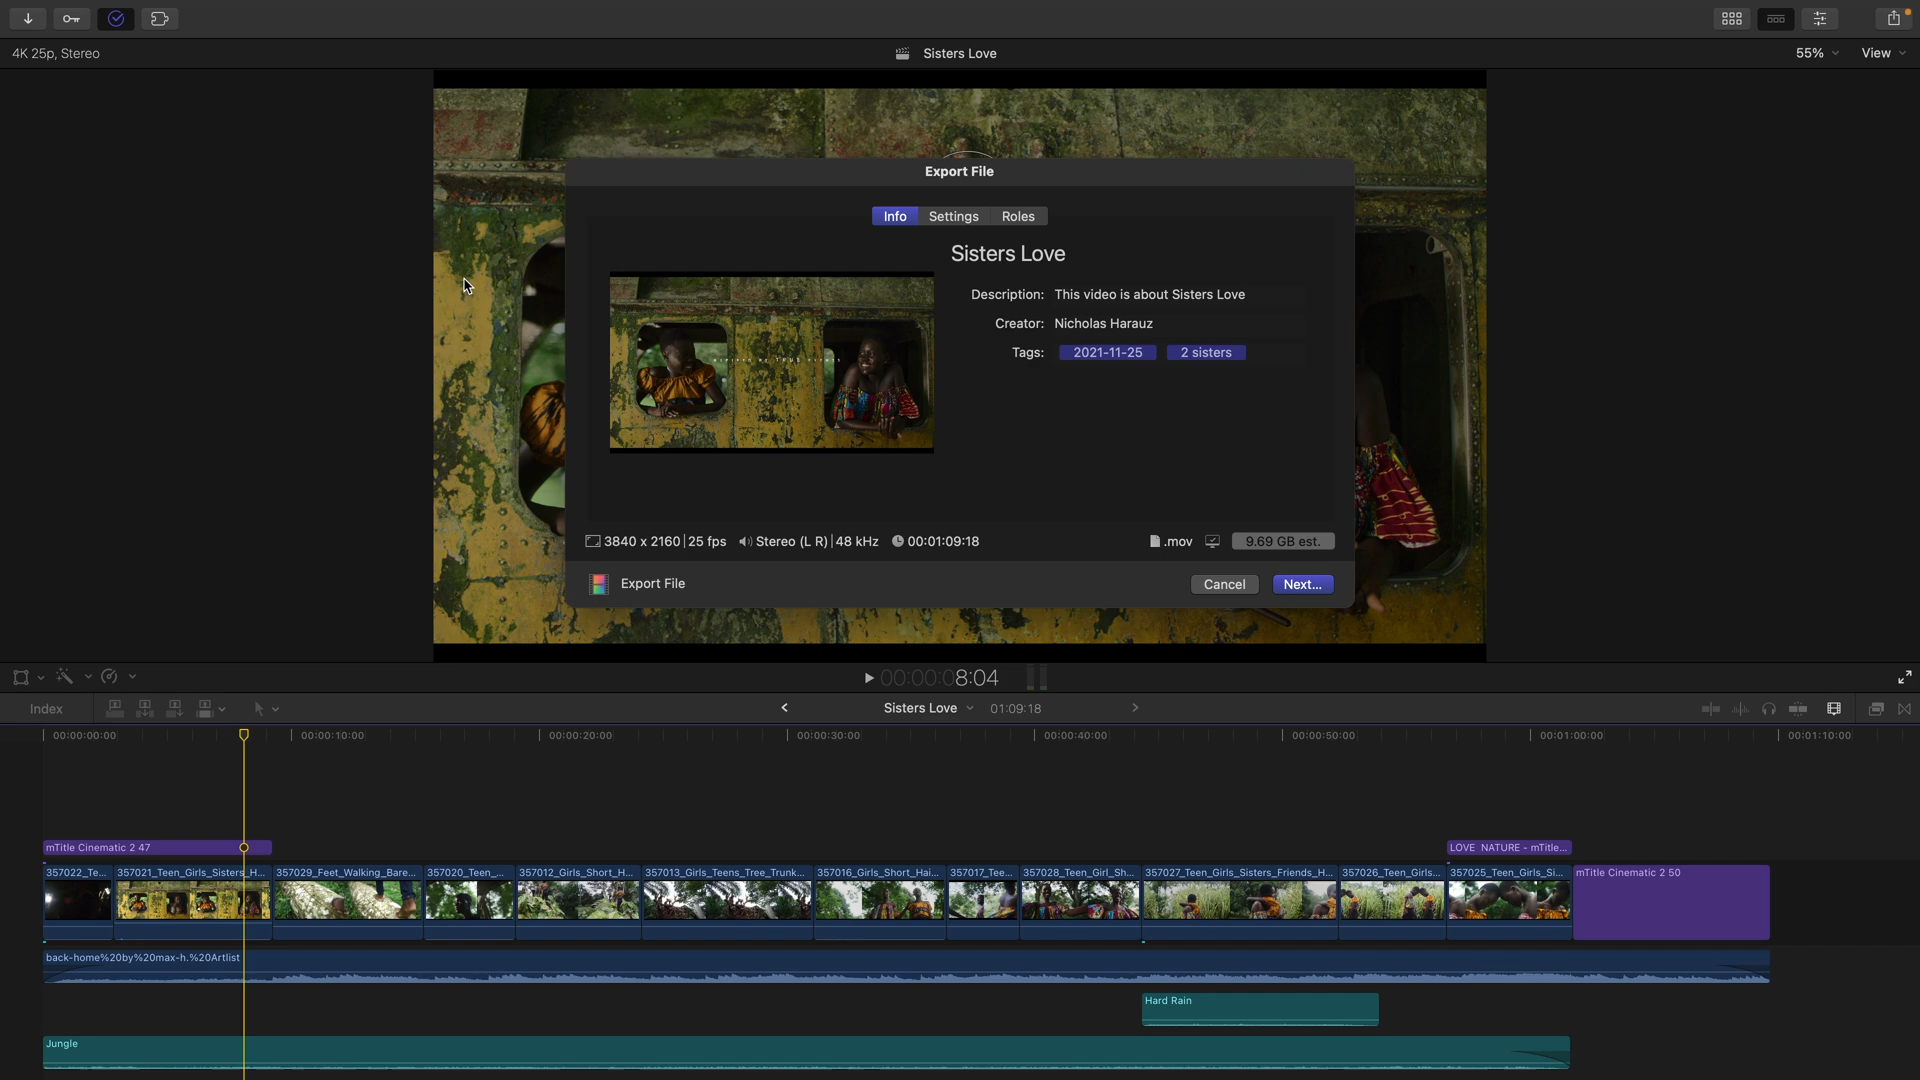 4K 25p, Stereo
Sisters Love
55%
View
Export File
Info
Settings
Roles
Sisters Love
Description: This video is about Sisters Love
Creator: Nicholas Harauz
Tags: 2021-11-25 2 sisters
3840 x 2160 | 25 fps
Stereo (L R) | 48 kHz
00:01:09:18
.mov
9.69 GB est.
Export File
Cancel
Next...
00:00:08:04
Index
Sisters Love
01:09:18
00:00:00:00
00:00:10:00
00:00:20:00
00:00:30:00
00:00:40:00
00:00:50:00
00:01:00:00
00:01:10:00
mTitle Cinematic 2 47
LOVE NATURE - mTitle...
357022_Te...
357021_Teen_Girls_Sisters_H...
357029_Feet_Walking_Bare...
357020_Teen_...
357012_Girls_Short_H...
357013_Girls_Teens_Tree_Trunk...
357016_Girls_Short_Hai...
357017_Tee...
357028_Teen_Girl_Sh...
357027_Teen_Girls_Sisters_Friends_H...
357026_Teen_Girls...
357025_Teen_Girls_Si...
mTitle Cinematic 2 50
back-home%20by%20max-h.%20Artlist
Hard Rain
Jungle